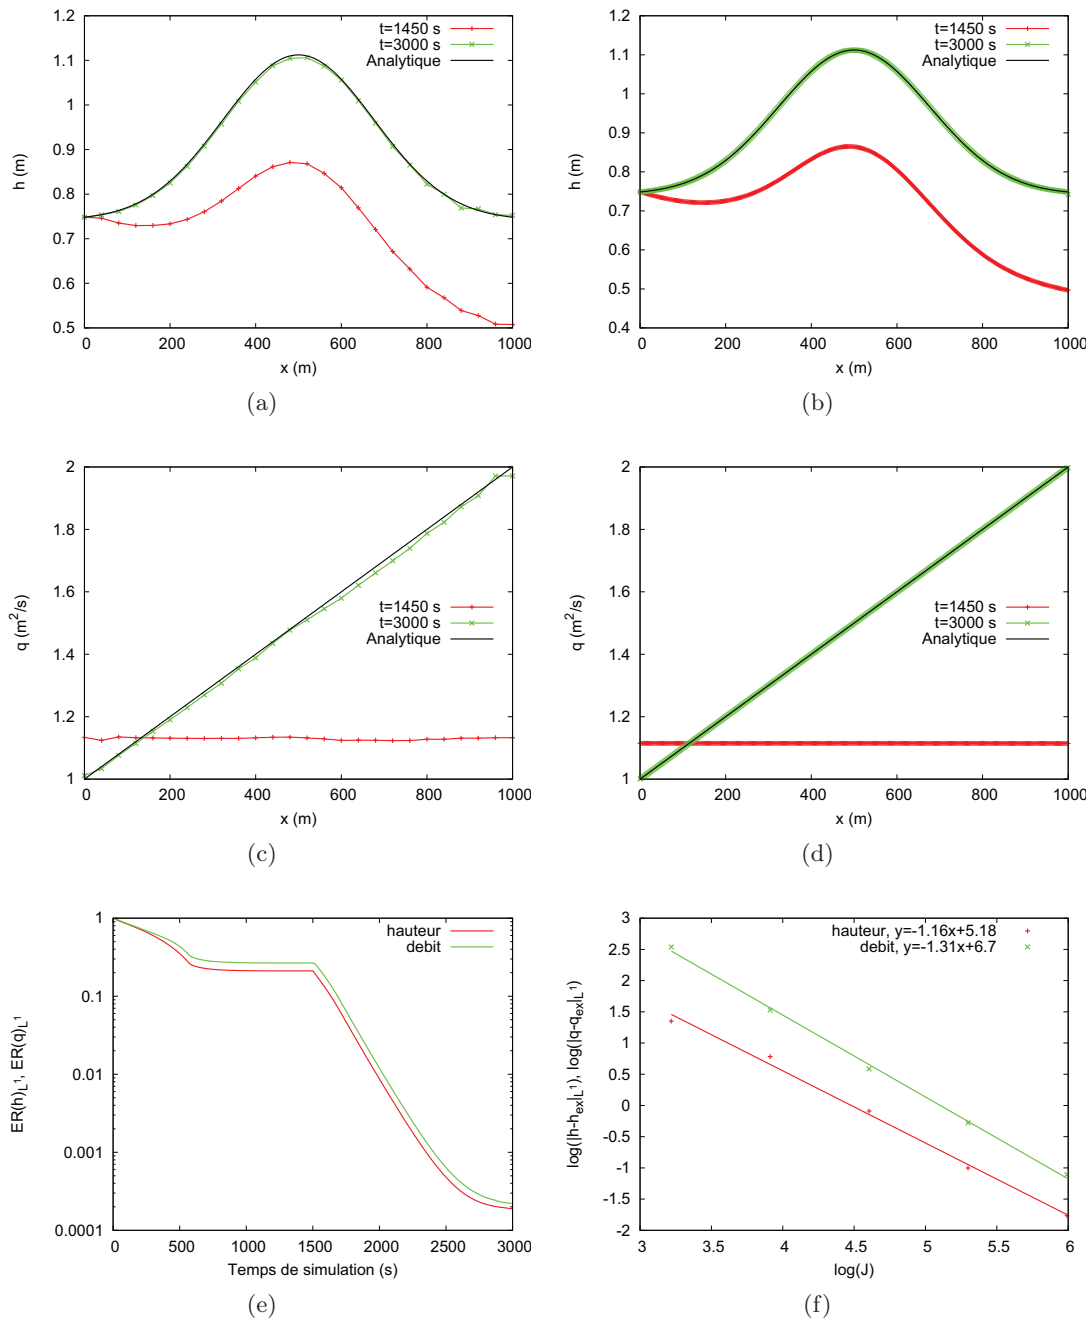 1.2
1.1
1
0.9
0.8
0.7
0.6
0.5
h (m)
0 200 400 600 800 1000
x (m)
t=1450 s
t=3000 s
Analytique
(a)
1.2
1.1
1
0.9
0.8
0.7
0.6
0.5
0.4
h (m)
0 200 400 600 800 1000
x (m)
t=1450 s
t=3000 s
Analytique
(b)
2
1.8
1.6
1.4
1.2
1
q (m²/s)
0 200 400 600 800 1000
x (m)
t=1450 s
t=3000 s
Analytique
(c)
2
1.8
1.6
1.4
1.2
1
q (m²/s)
0 200 400 600 800 1000
x (m)
t=1450 s
t=3000 s
Analytique
(d)
1
0.1
0.01
0.001
0.0001
ER(h)_L¹, ER(q)_L¹
0 500 1000 1500 2000 2500 3000
Temps de simulation (s)
hauteur
debit
(e)
3
2.5
2
1.5
1
0.5
0
-0.5
-1
-1.5
-2
log(|h-h_ex|_L¹), log(|q-q_ex|_L¹)
3 3.5 4 4.5 5 5.5 6
log(J)
hauteur, y=-1.16x+5.18
debit, y=-1.31x+6.7
(f)